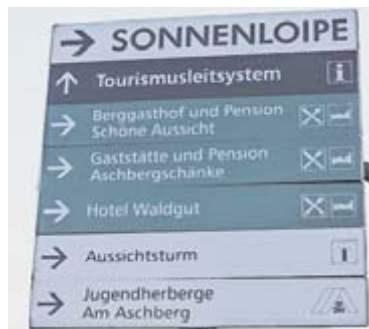 SONNENLOIPE
Tourismusleitsystem
Berggasthof und Pension
Schöne Aussicht
Gaststätte und Pension
Aschbergschänke
Hotel Waldgut
Aussichtsturm
Jugendherberge
Am Aschberg